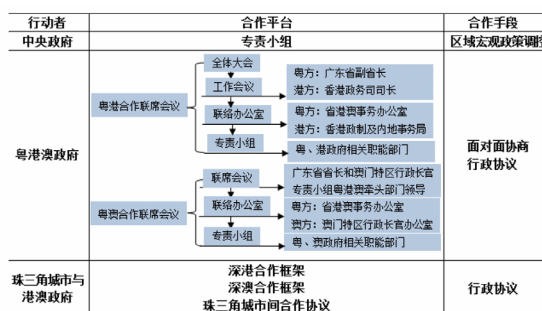 行动者 合作平台 合作手段
中央政府 专责小组 区域宏观政策调控
粤港澳政府
粤港合作联席会议
全体大会
工作会议
粤方：广东省副省长
港方：香港政务司司长
联络办公室
粤方：省港澳事务办公室
港方：香港政制及内地事务局
专责小组
粤、港政府相关职能部门
粤澳合作联席会议
联席会议
广东省省长和澳门特区行政长官
专责小组粤港澳牵头部门领导
联络办公室
粤方：省港澳事务办公室
澳方：澳门特区行政长官办公室
专责小组
粤、澳政府相关职能部门
面对面协商
行政协议
珠三角城市与
港澳政府
深港合作框架
深澳合作框架
珠三角城市间合作协议
行政协议